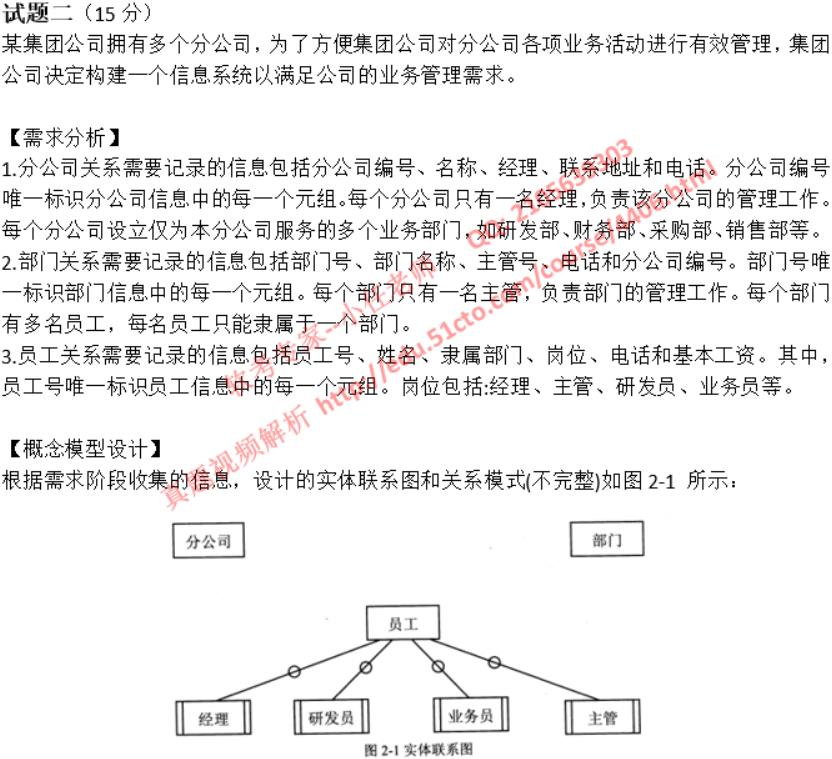 试题二（15 分）
某集团公司拥有多个分公司，为了方便集团公司对分公司各项业务活动进行有效管理，集团
公司决定构建一个信息系统以满足公司的业务管理需求。
【需求分析】
1.分公司关系需要记录的信息包括分公司编号、名称、经理、联系地址和电话。分公司编号
唯一标识分公司信息中的每一个元组。每个分公司只有一名经理，负责该分公司的管理工作。
每个分公司设立仅为本分公司服务的多个业务部门，如研发部、财务部、采购部、销售部等。
2.部门关系需要记录的信息包括部门号、部门名称、主管号、电话和分公司编号。部门号唯
一标识部门信息中的每一个元组。每个部门只有一名主管，负责部门的管理工作。每个部门
有多名员工，每名员工只能隶属于一个部门。
3.员工关系需要记录的信息包括员工号、姓名、隶属部门、岗位、电话和基本工资。其中，
员工号唯一标识员工信息中的每一个元组。岗位包括:经理、主管、研发员、业务员等。
【概念模型设计】
根据需求阶段收集的信息，设计的实体联系图和关系模式(不完整)如图 2-1 所示：
分公司 部门
员工
经理 研发员 业务员 主管
图 2-1 实体联系图
软考专家--小任老师
真题视频解析 http://edu.51cto.com/course/4406.html